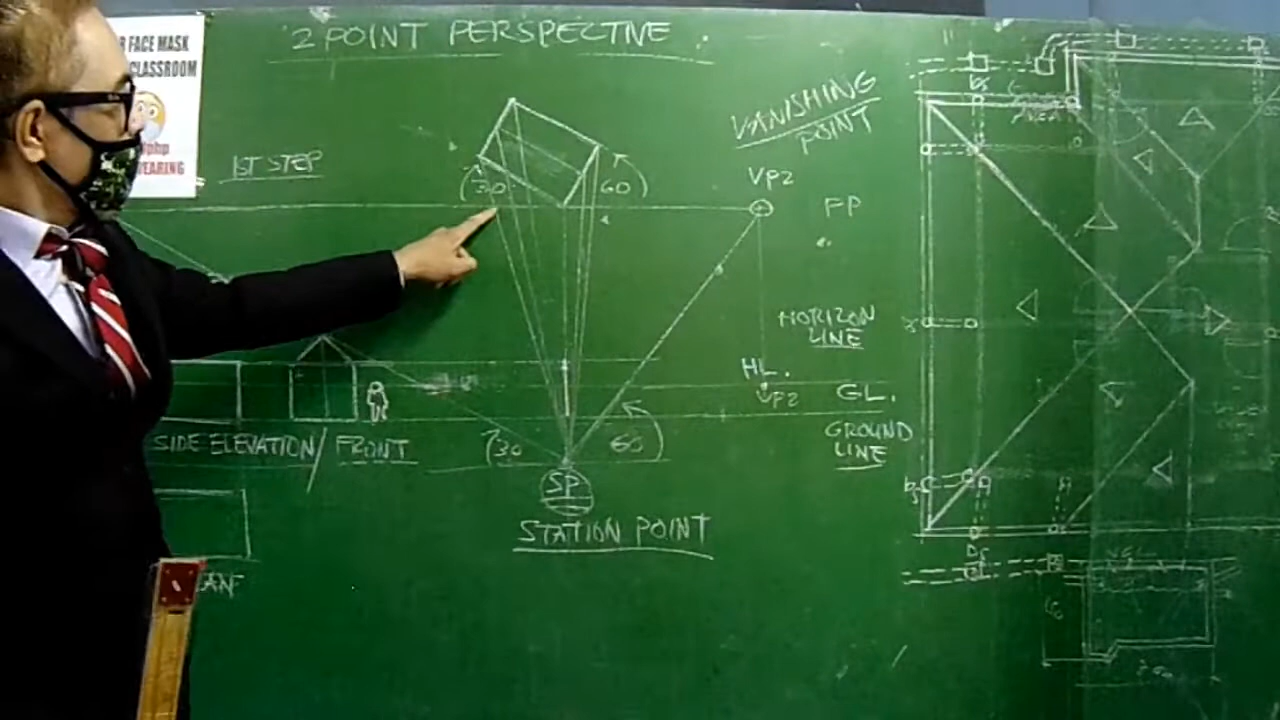 2 POINT PERSPECTIVE.
FACE MASK
CLASSROOM
WEARING
1ST STEP
30
60
VANISHING
POINT
VP2
PP
HORIZON
LINE
HL.
VP2
GL.
GROUND
LINE
SIDE ELEVATION/ FRONT
30
60
SP
STATION POINT